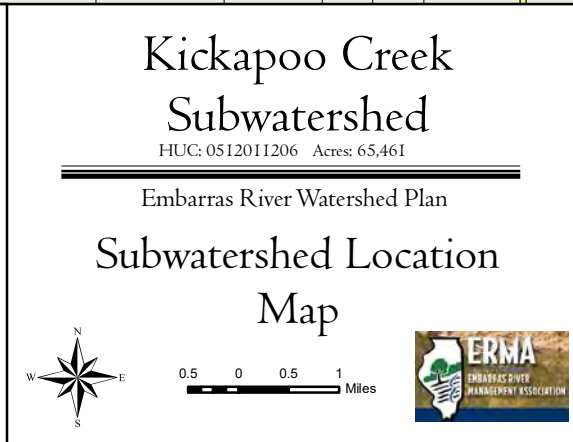 Kickapoo Creek
Subwatershed
HUC: 0512011206 Acres: 65,461
Embarras River Watershed Plan
Subwatershed Location
Map
N
W E
S
0.5 0 0.5 1
Miles
ERMA
EMBARRAS RIVER
MANAGEMENT ASSOCIATION